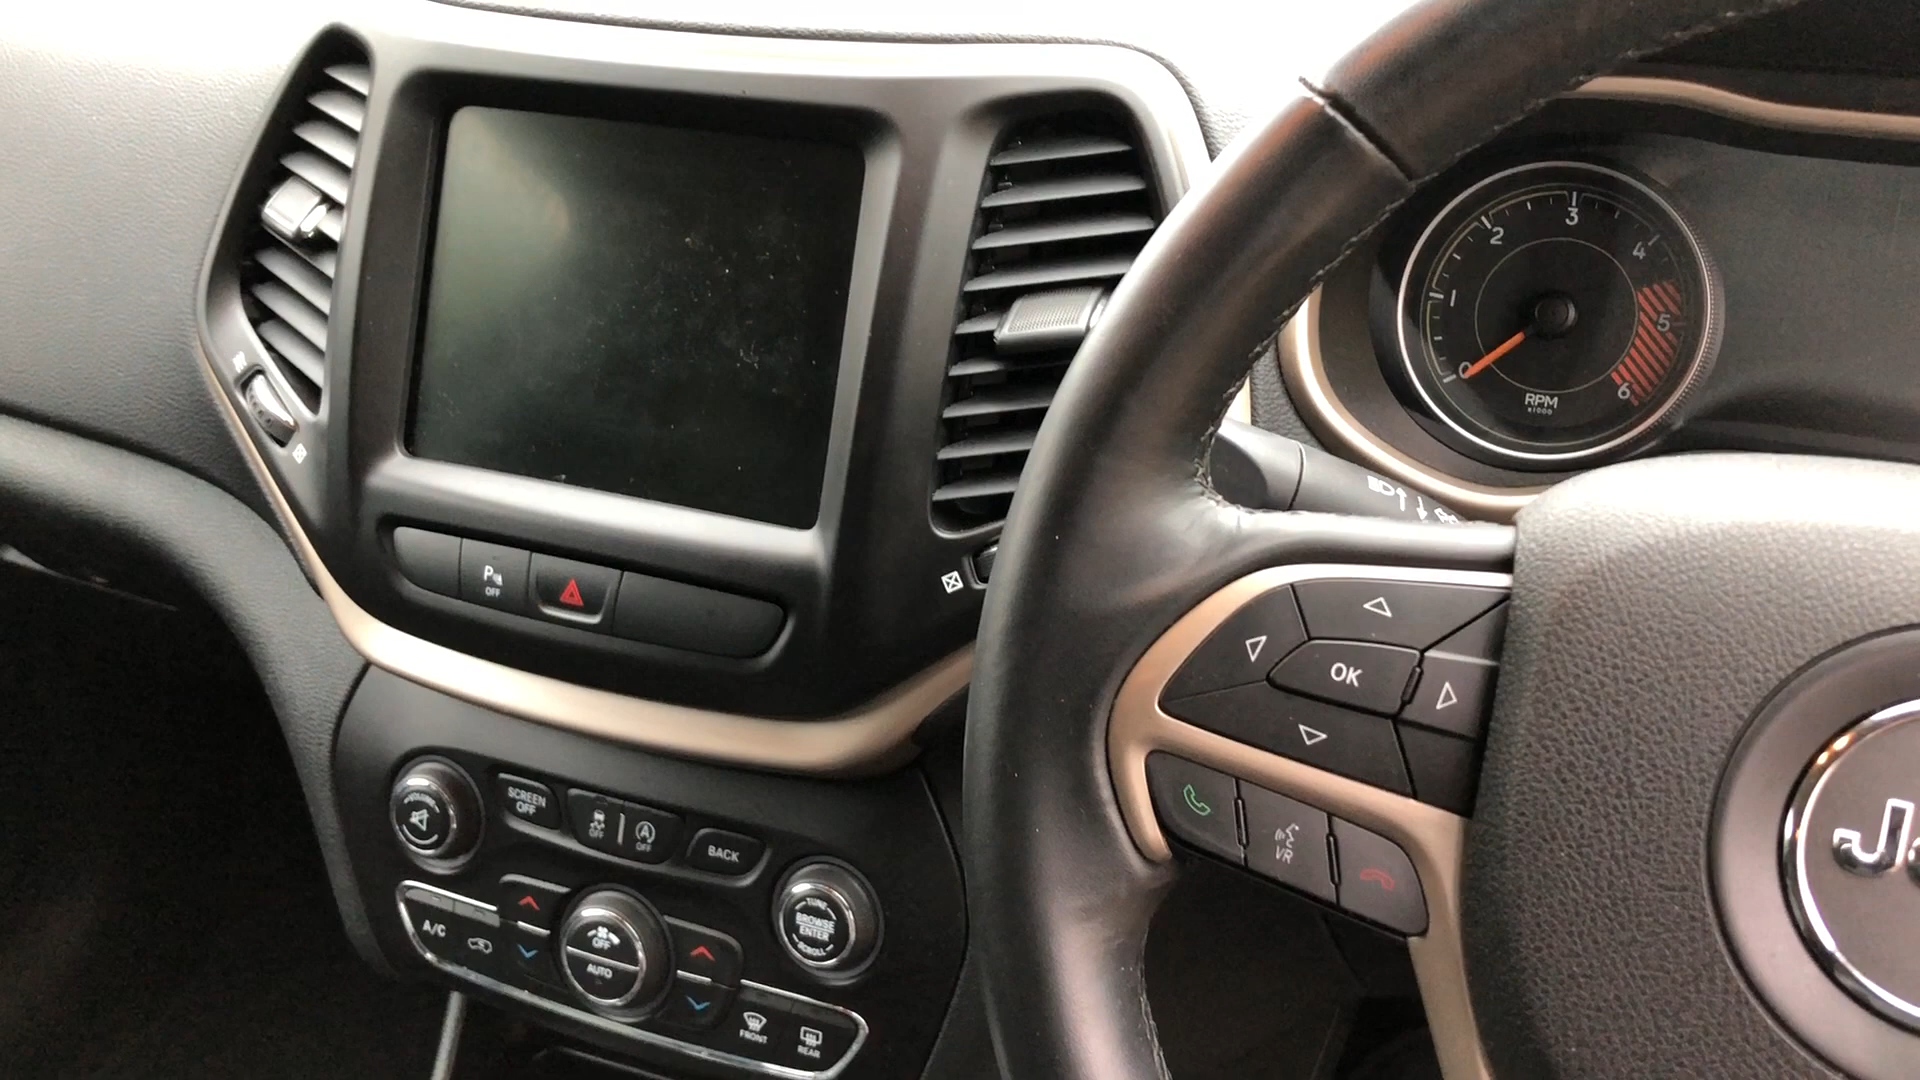 0
1
2
3
4
5
6
RPM
x1000
P
OFF
OK
VR
VOLUME
SCREEN
OFF
OFF
OFF
BACK
TUNE
BROWSE
ENTER
SCROLL
A/C
OFF
AUTO
FRONT
REAR